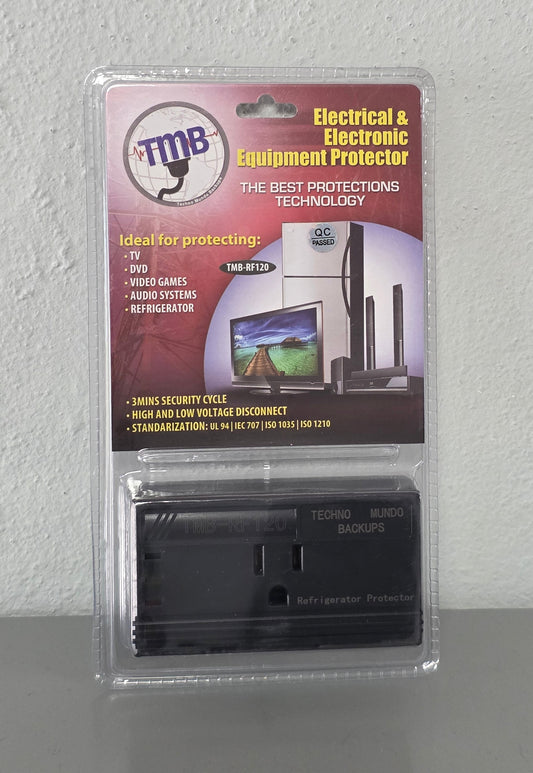 TMB
Techno Mundo Backups
Electrical &
Electronic
Equipment Protector
THE BEST PROTECTIONS
TECHNOLOGY
Ideal for protecting:
• TV
• DVD
• VIDEO GAMES
• AUDIO SYSTEMS
• REFRIGERATOR
TMB-RF120
QC
PASSED
• 3MINS SECURITY CYCLE
• HIGH AND LOW VOLTAGE DISCONNECT
• STANDARIZATION: UL 94 | IEC 707 | ISO 1035 | ISO 1210
TMB-RF120
TECHNO MUNDO
BACKUPS
Refrigerator Protector